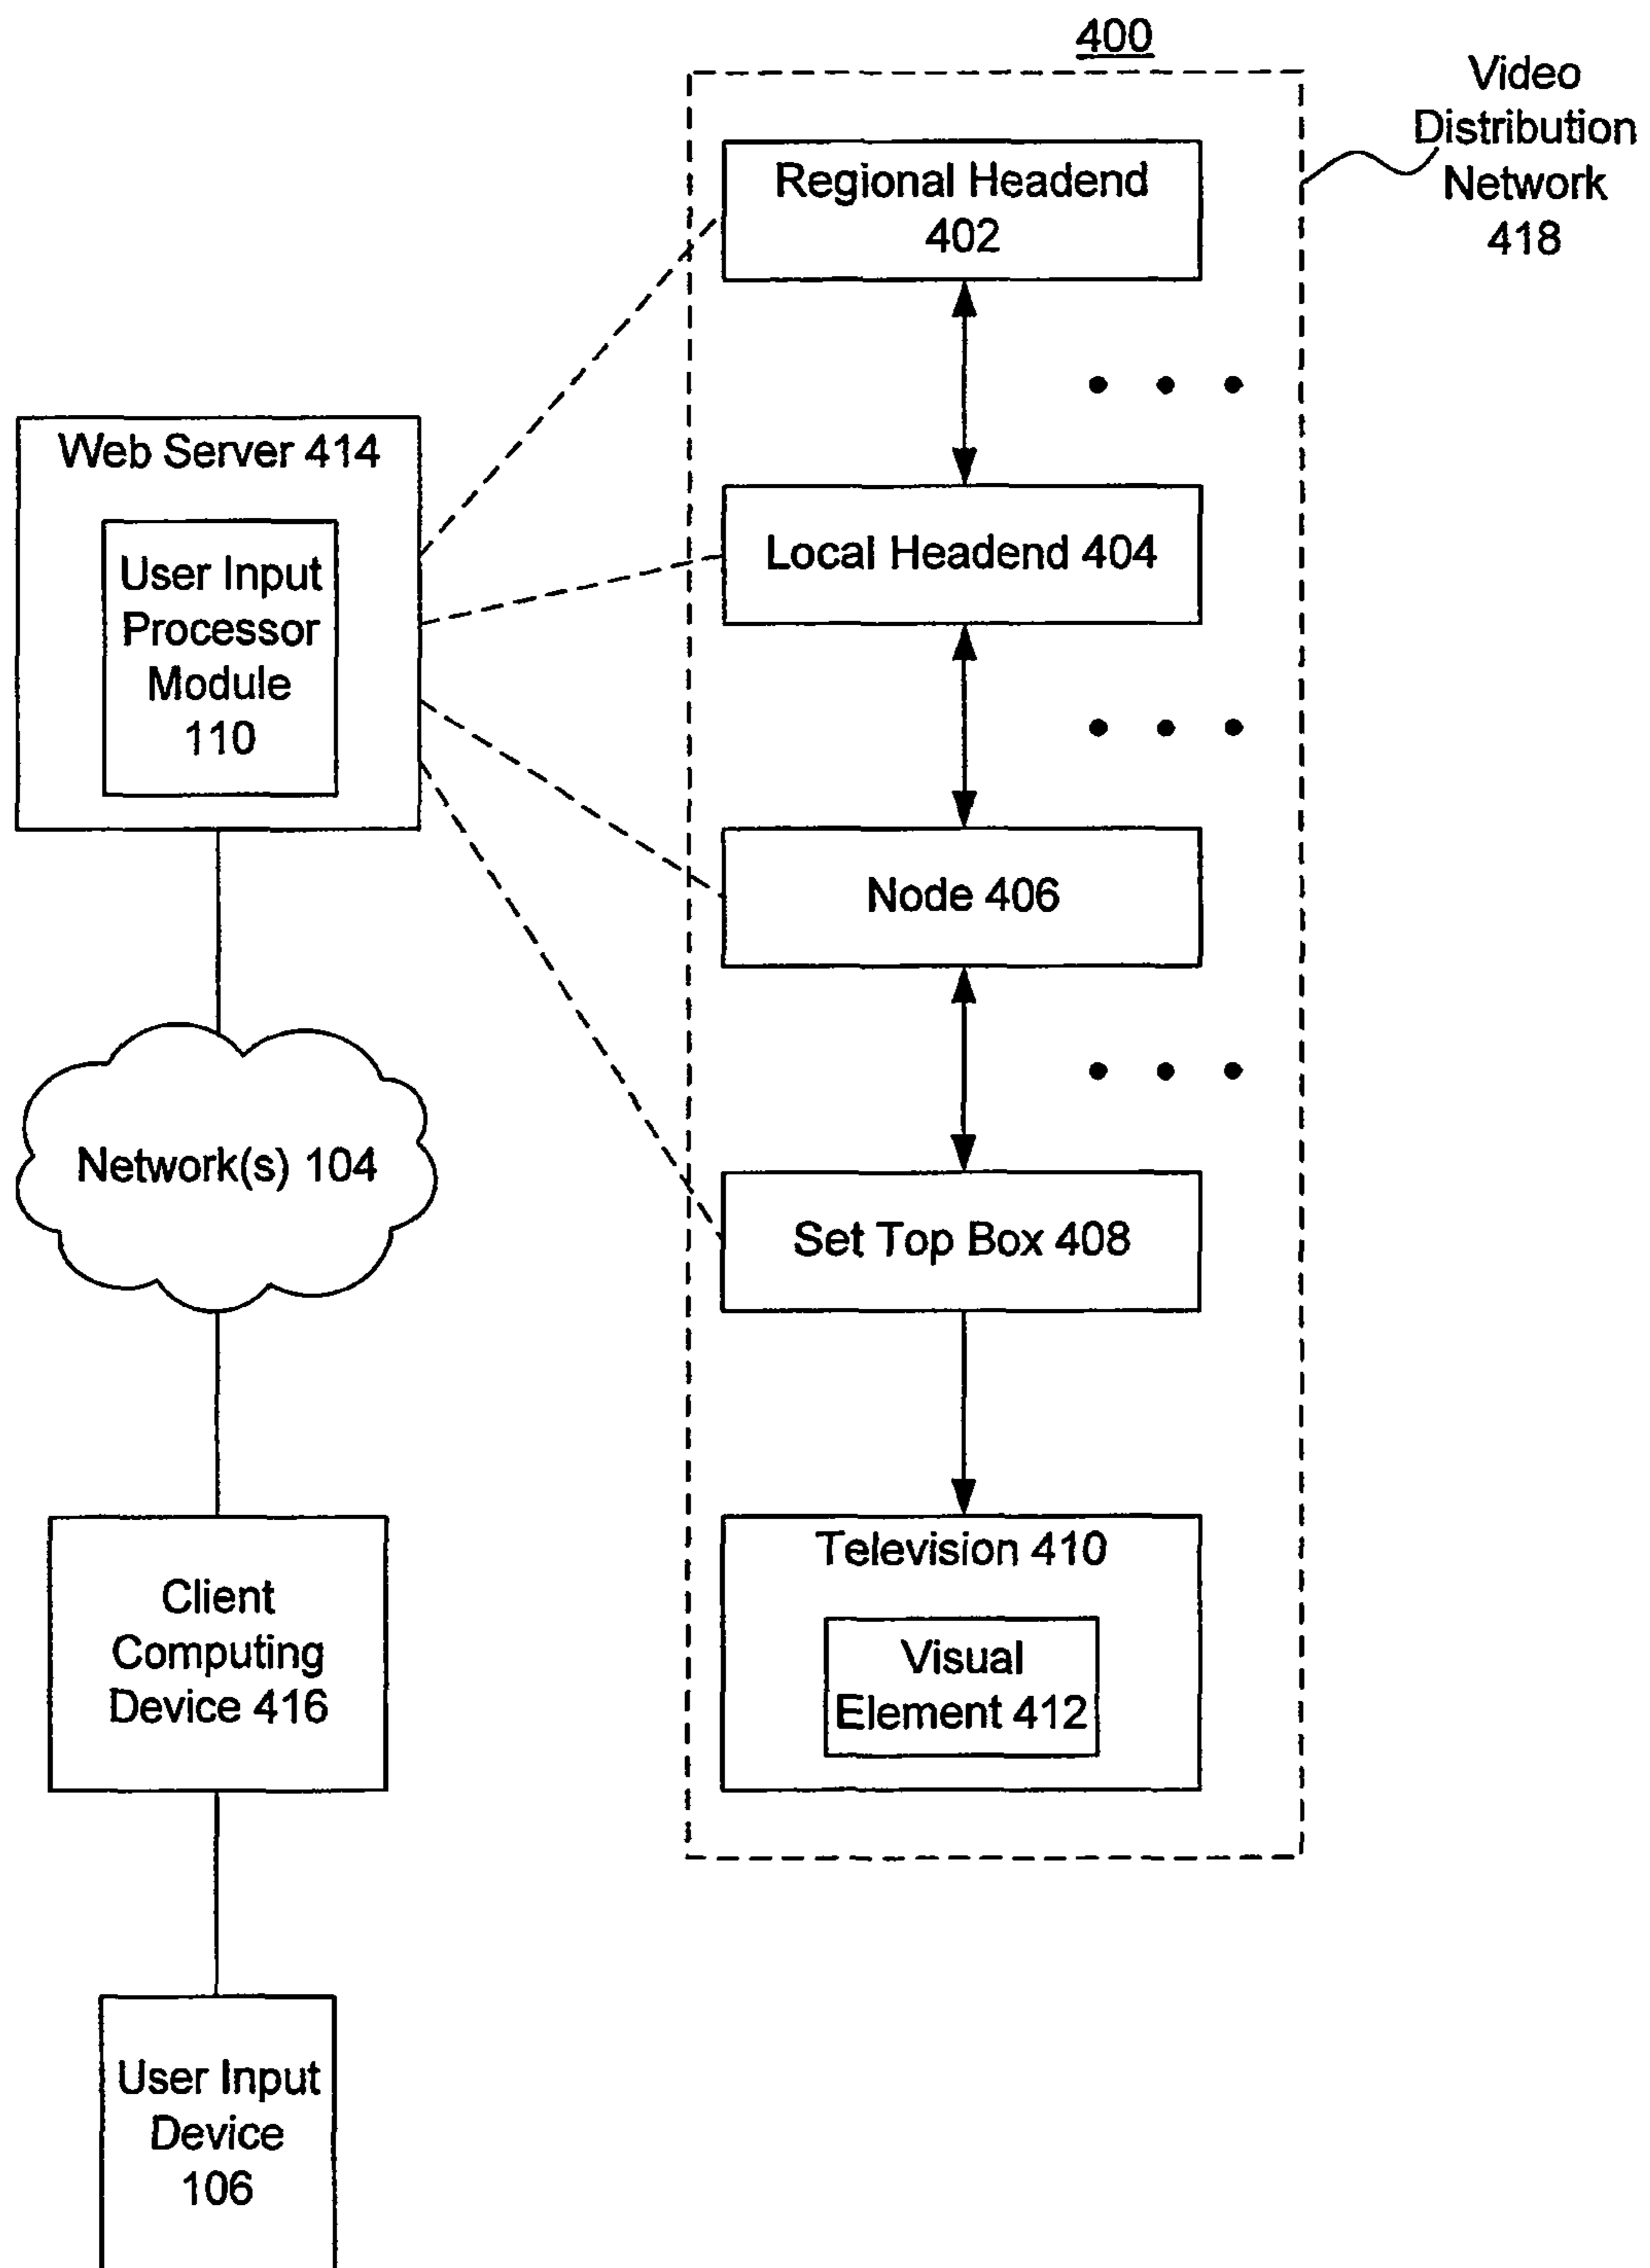 400
Video
Distribution
Network
418
Regional Headend
402
Web Server 414
User Input
Processor
Module
110
Local Headend 404
Node 406
Network(s) 104
Set Top Box 408
Client
Computing
Device 416
Television 410
Visual
Element 412
User Input
Device
106